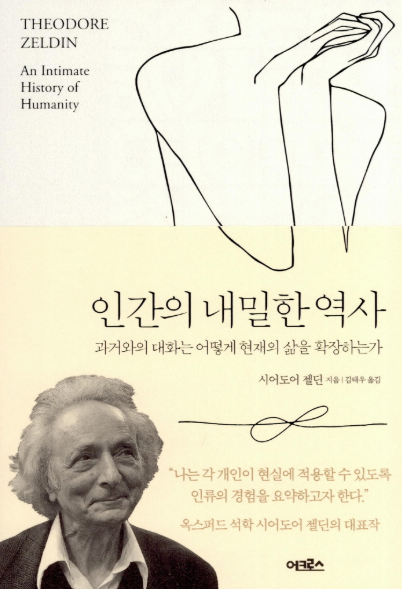 THEODORE
ZELDIN
An Intimate
History of
Humanity
인간의 내밀한 역사
과거와의 대화는 어떻게 현재의 삶을 확장하는가
시어도어 젤딘 지음 | 김태우 옮김
“나는 각 개인이 현실에 적용할 수 있도록
인류의 경험을 요약하고자 한다.”
옥스퍼드 석학 시어도어 젤딘의 대표작
어크로스